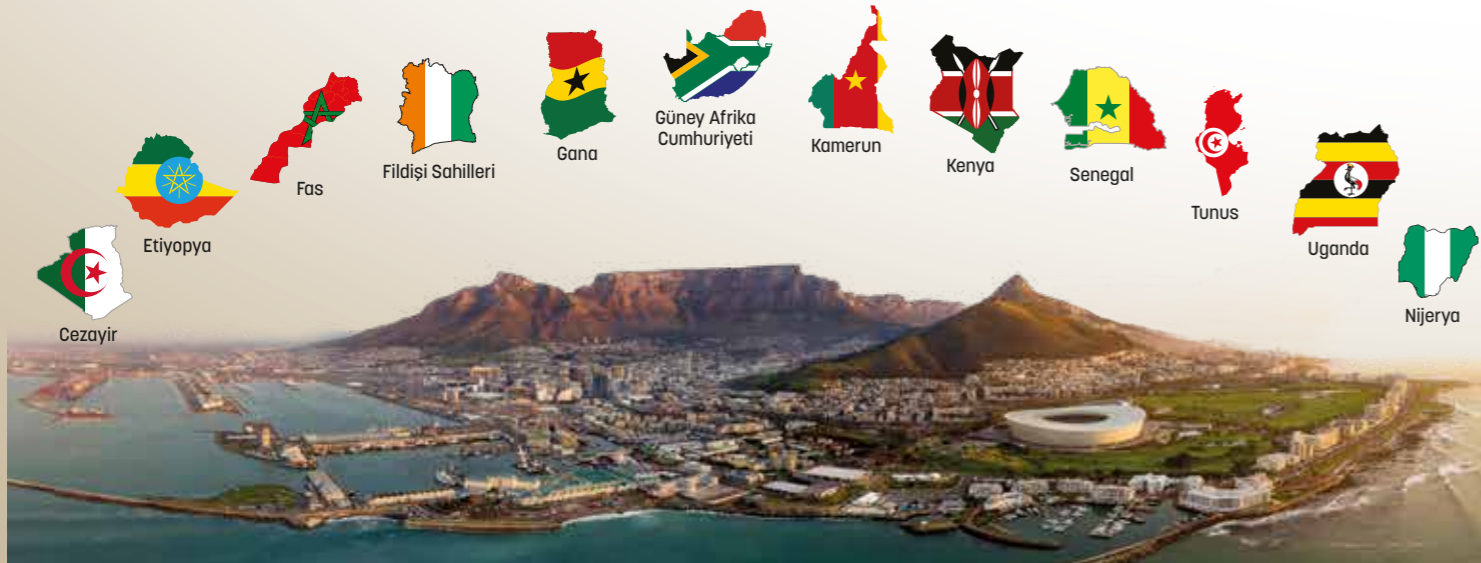 Cezayir
Etiyopya
Fas
Fildişi Sahilleri
Gana
Güney Afrika
Cumhuriyeti
Kamerun
Kenya
Senegal
Tunus
Uganda
Nijerya